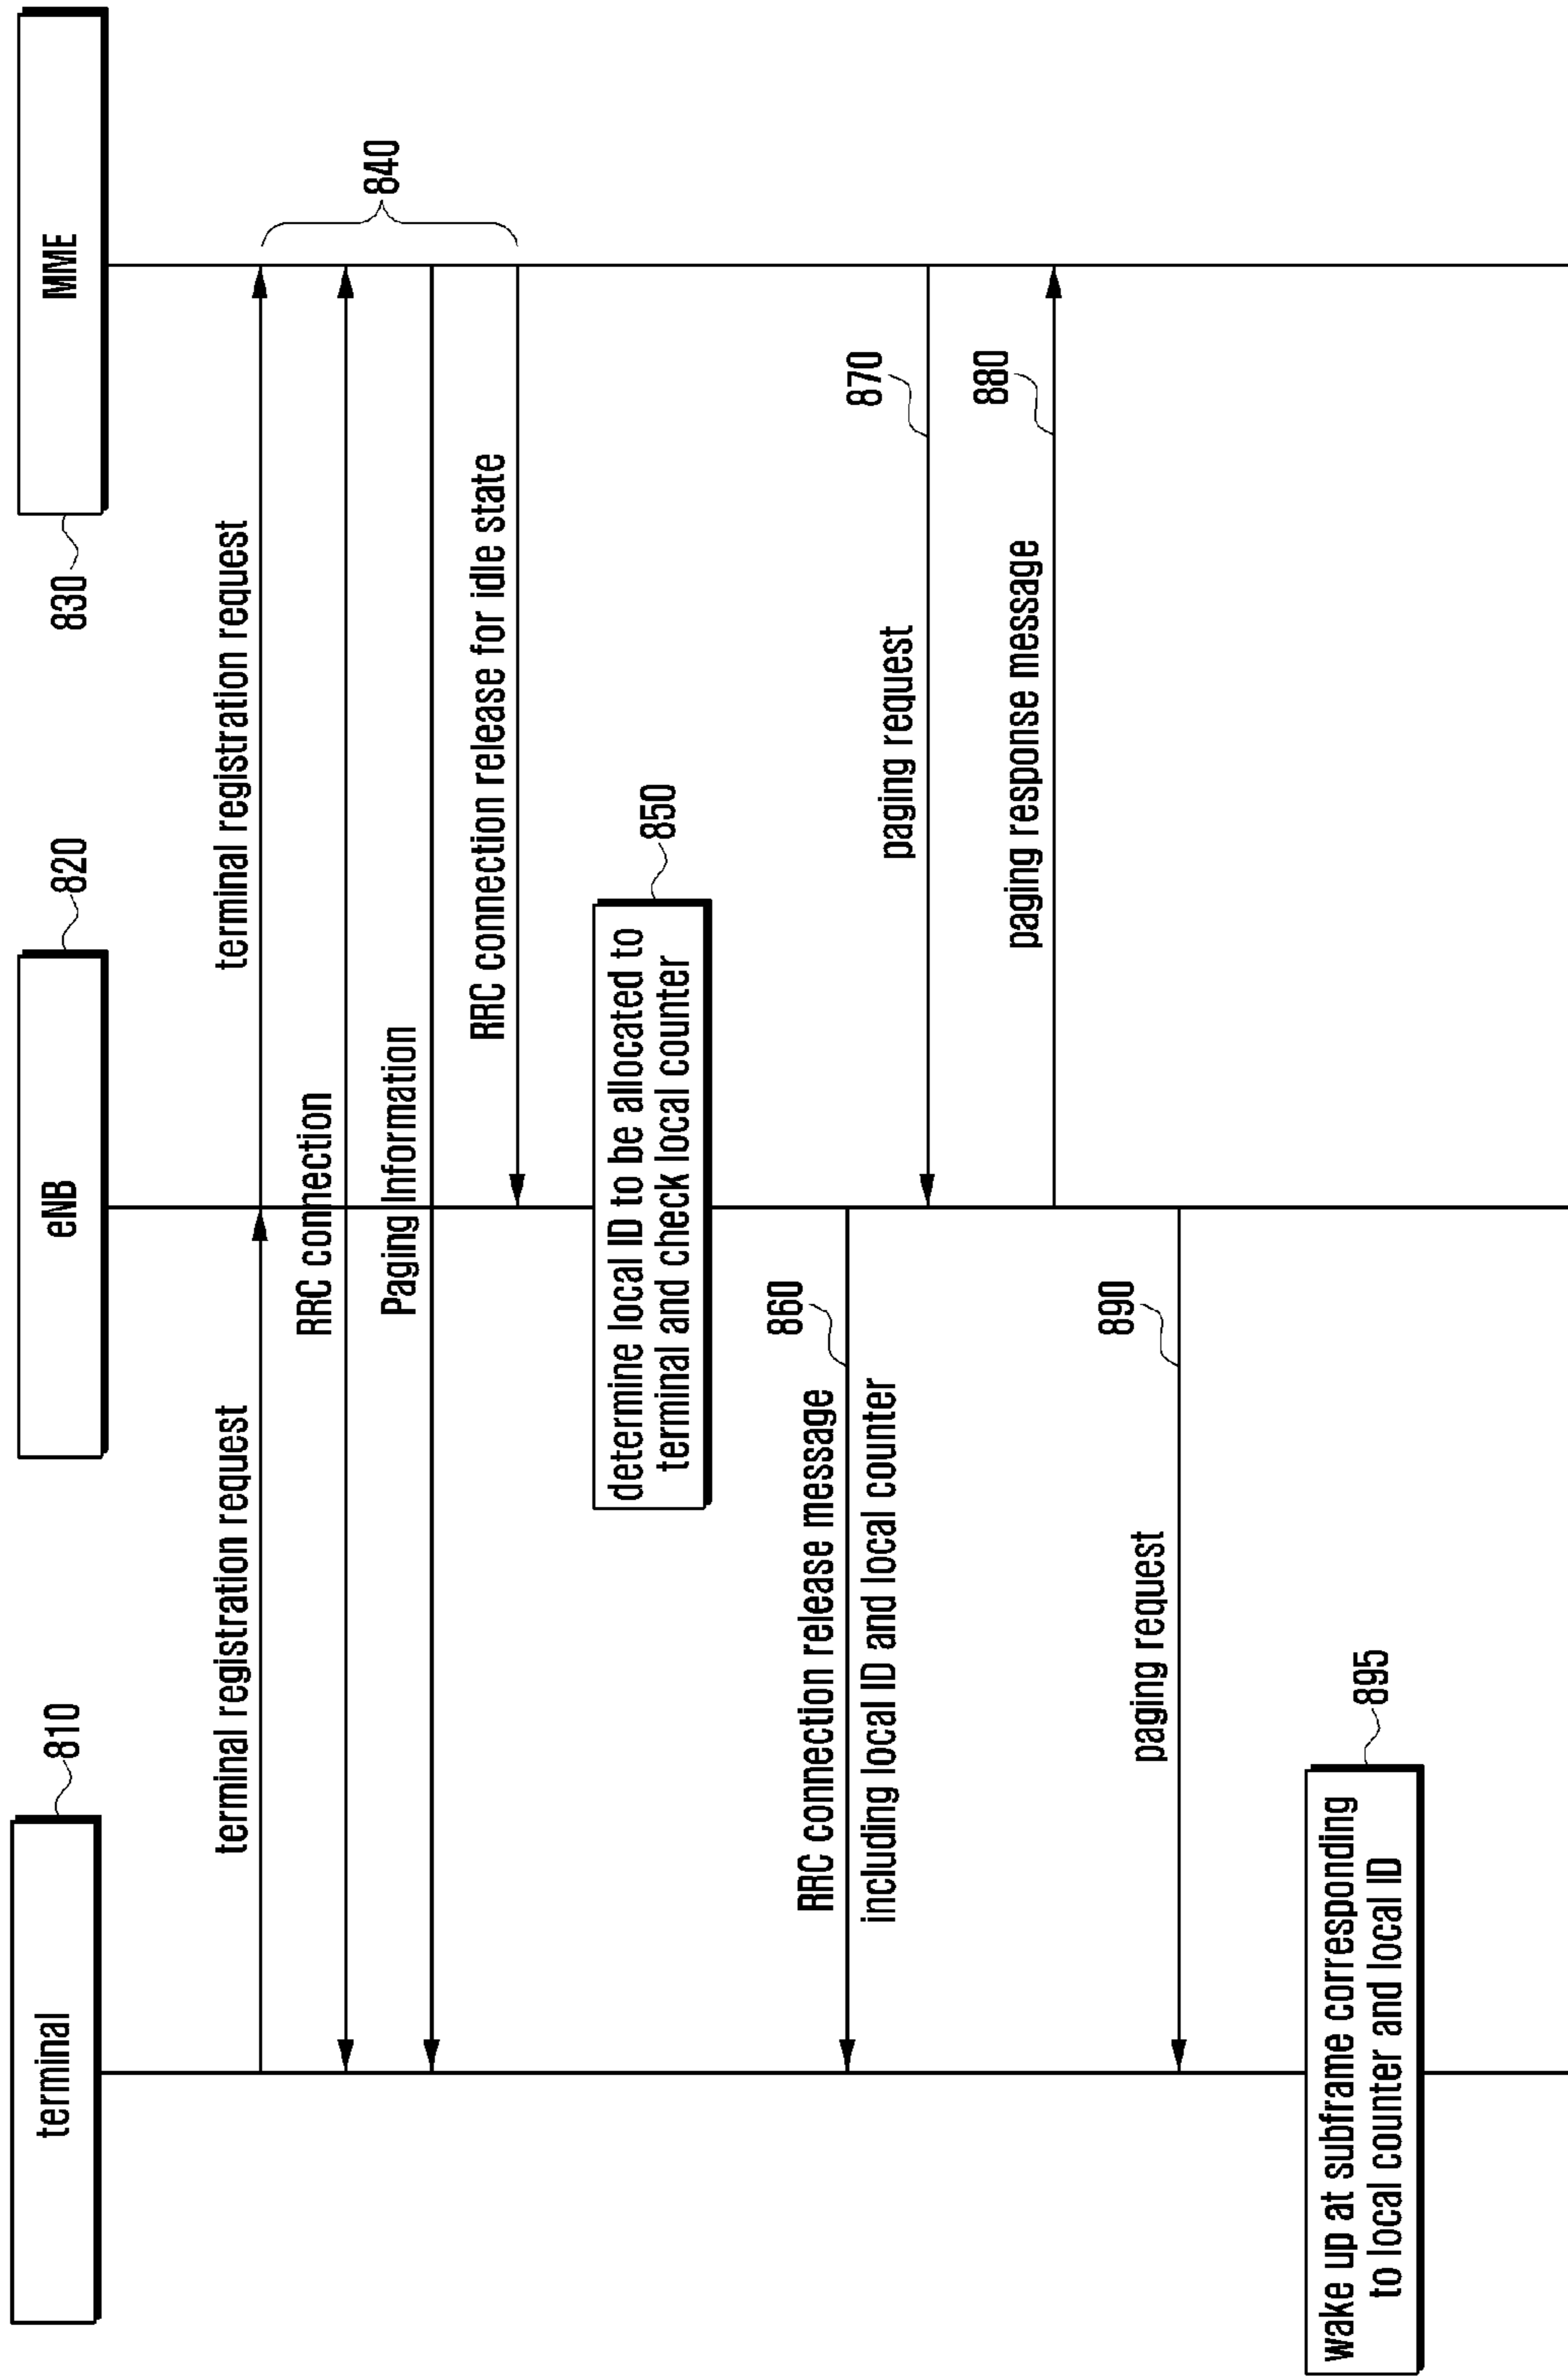 terminal
810
eNB
820
MME
830
terminal registration request
terminal registration request
RRC connection
Paging Information
RRC connection release for idle state
840
determine local ID to be allocated to
terminal and check local counter
850
RRC connection release message
including local ID and local counter
860
paging request
870
paging response message
880
paging request
890
wake up at subframe corresponding
to local counter and local ID
895